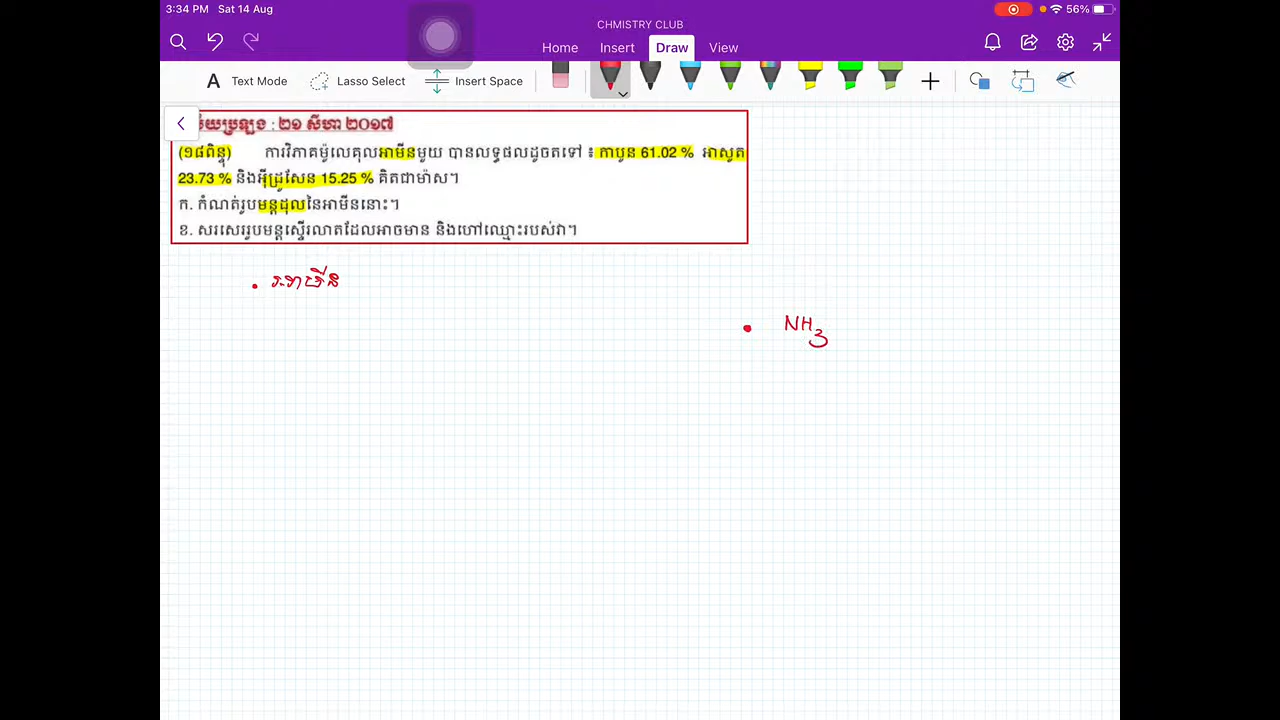 3:34 PM Sat 14 Aug
56%
CHMISTRY CLUB
Home Insert Draw View
Text Mode Lasso Select Insert Space
ប្រឡង : ២១ សីហា ២០១៧
(១៨ពិន្ទុ) ការវិភាគម៉ូលេគុលអាមីនមួយ បានលទ្ធផលដូចតទៅ ៖ កាបូន 61.02 % អាសូត
23.73 % និងអ៊ីដ្រូសែន 15.25 % គិតជាម៉ាស។
ក. កំណត់រូបមន្តដុលនៃអាមីននោះ។
ខ. សរសេររូបមន្តស្ទើរលាតដែលអាចមាន និងហៅឈ្មោះរបស់វា។
NH3